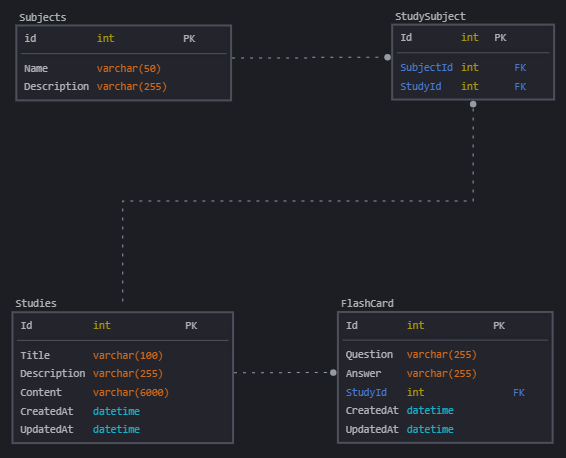 Subjects
id int PK
Name varchar(50)
Description varchar(255)
StudySubject
Id int PK
SubjectId int FK
StudyId int FK
Studies
Id int PK
Title varchar(100)
Description varchar(255)
Content varchar(6000)
CreatedAt datetime
UpdatedAt datetime
FlashCard
Id int PK
Question varchar(255)
Answer varchar(255)
StudyId int FK
CreatedAt datetime
UpdatedAt datetime